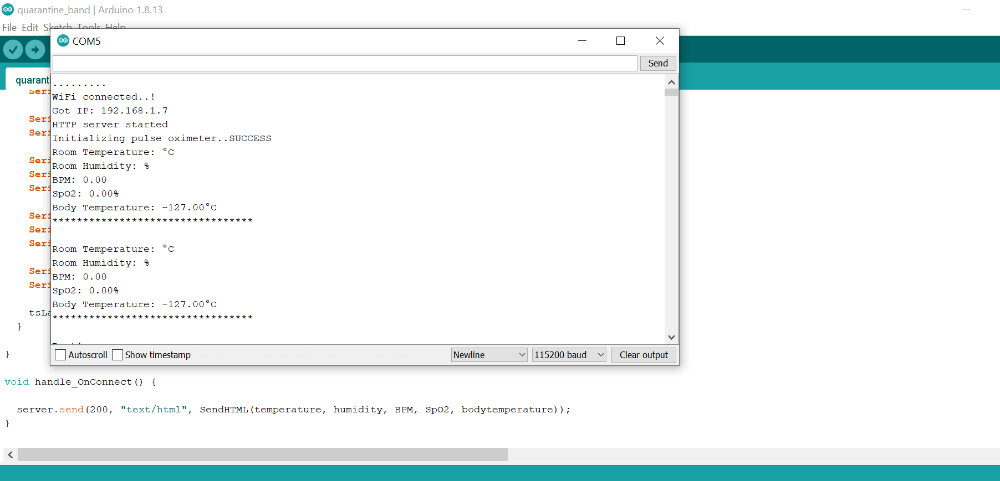 quarantine_band | Arduino 1.8.13
File Edit Sketch Tools Help
COM5
Send
quarant
.........
Seri
WiFi connected..!
Got IP: 192.168.1.7
Seri
HTTP server started
Seri
Initializing pulse oximeter..SUCCESS
Room Temperature: °C
Seri
Room Humidity: %
Seri
BPM: 0.00
Seri
SpO2: 0.00%
Body Temperature: -127.00°C
Seri
*********************************
Seri
Seri
Room Temperature: °C
Room Humidity: %
Seri
BPM: 0.00
Seri
SpO2: 0.00%
Body Temperature: -127.00°C
tsLa
*********************************
}
}
Autoscroll Show timestamp Newline 115200 baud Clear output
void handle_OnConnect() {
server.send(200, "text/html", SendHTML(temperature, humidity, BPM, SpO2, bodytemperature));
}